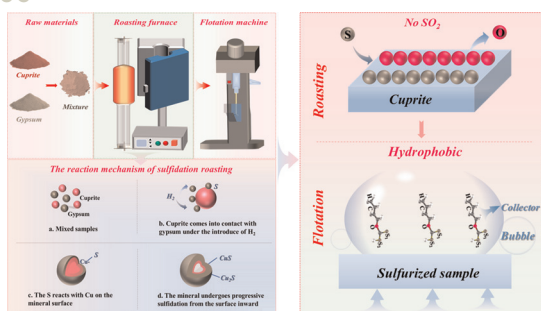 Raw materials
Roasting furnace
Flotation machine
Cuprite
Gypsum
Mixture
The reaction mechanism of sulfidation roasting
Cuprite
Gypsum
a. Mixed samples
H2
S
b. Cuprite comes into contact with
gypsum under the introduce of H2
Cu
S
c. The S reacts with Cu on the
mineral surface
CuS
Cu2S
d. The mineral undergoes progressive
sulfidation from the surface inward
No SO2
Roasting
S
O
Cuprite
Hydrophobic
Flotation
Collector
Bubble
Sulfurized sample